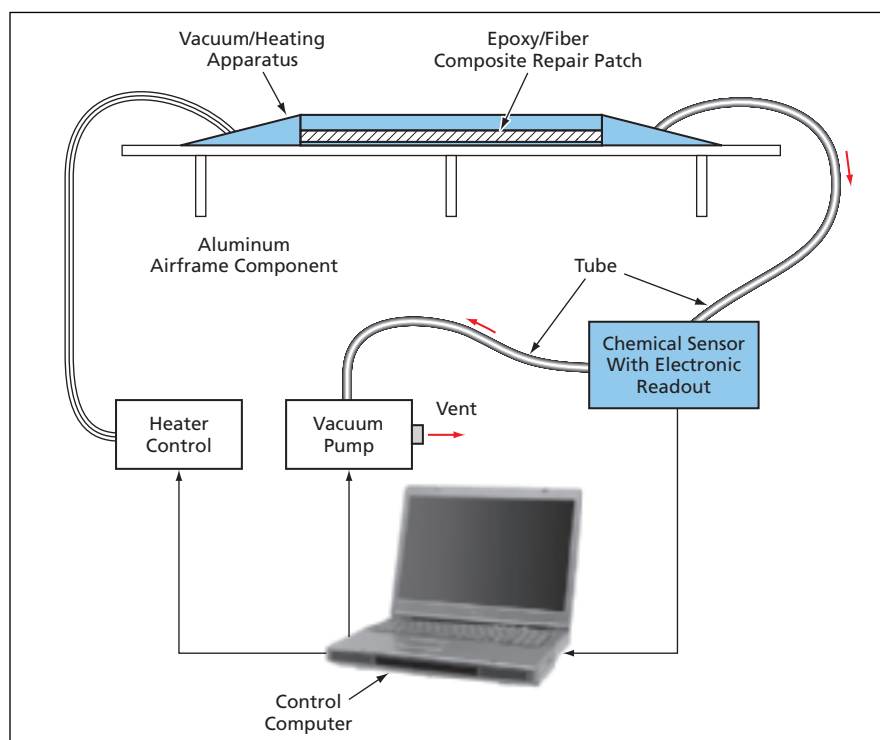 Vacuum/Heating
Apparatus
Epoxy/Fiber
Composite Repair Patch
Aluminum
Airframe Component
Tube
Chemical Sensor
With Electronic
Readout
Heater
Control
Vacuum
Pump
Vent
Control
Computer